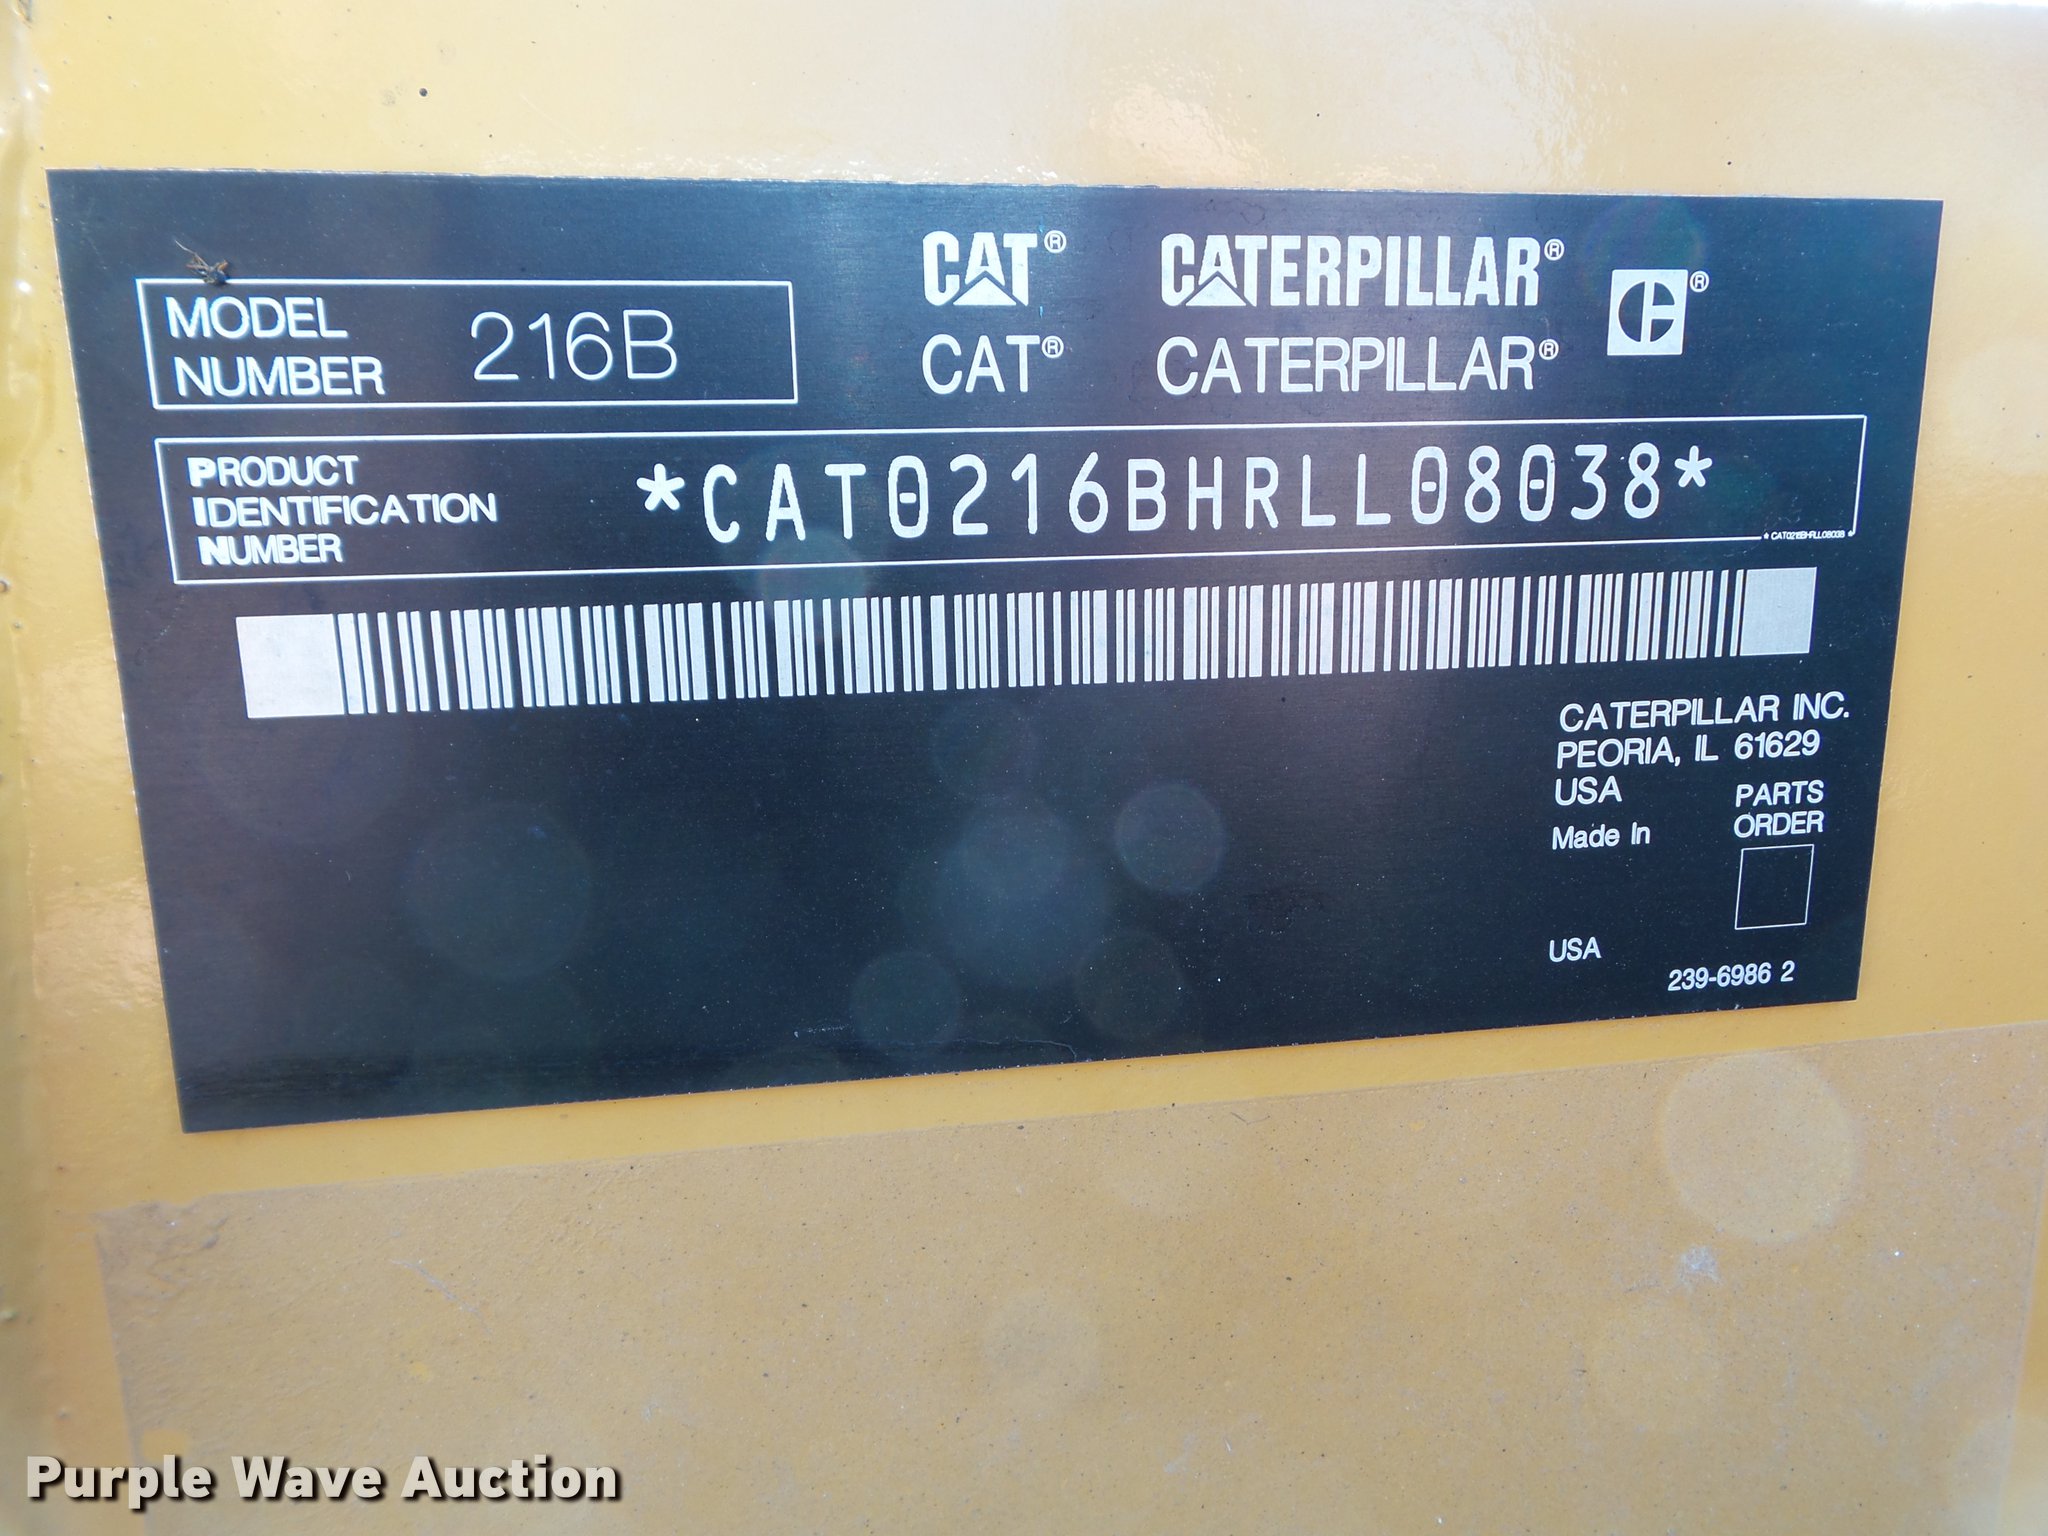 CAT® CATERPILLAR® ®
CAT® CATERPILLAR®
MODEL
NUMBER
216B
PRODUCT
IDENTIFICATION
NUMBER
*CAT0216BHRLL08038*
* CAT0216BHRLL08038 *
CATERPILLAR INC.
PEORIA, IL 61629
USA
Made In
PARTS
ORDER
USA
239-6986 2
Purple Wave Auction